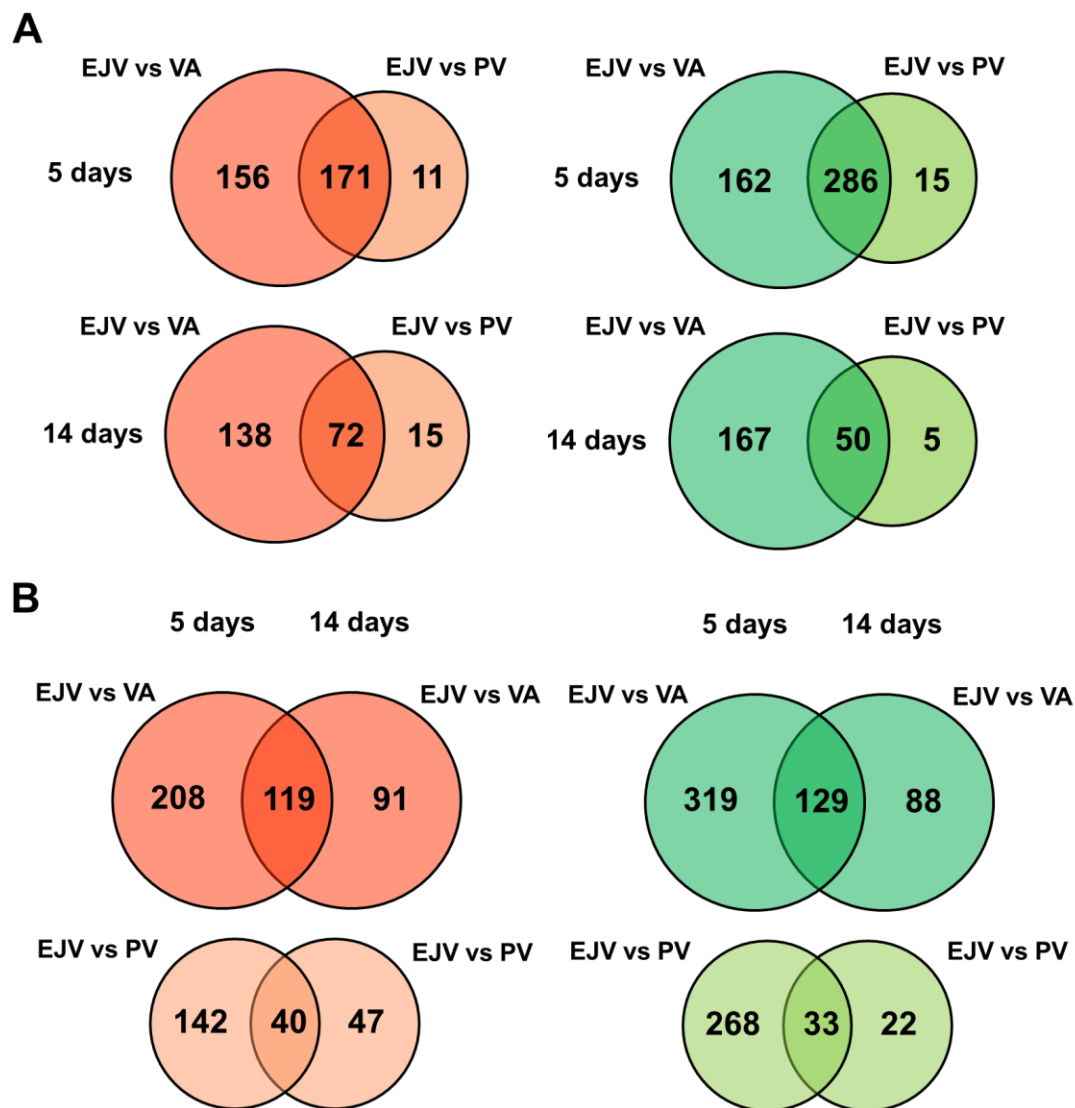 A
EJV vs VA EJV vs PV EJV vs VA EJV vs PV
5 days 156 171 11 5 days 162 286 15
EJV vs VA EJV vs PV EJV vs VA EJV vs PV
14 days 138 72 15 14 days 167 50 5
B
5 days 14 days 5 days 14 days
EJV vs VA EJV vs VA EJV vs VA EJV vs VA
208 119 91 319 129 88
EJV vs PV EJV vs PV EJV vs PV EJV vs PV
142 40 47 268 33 22